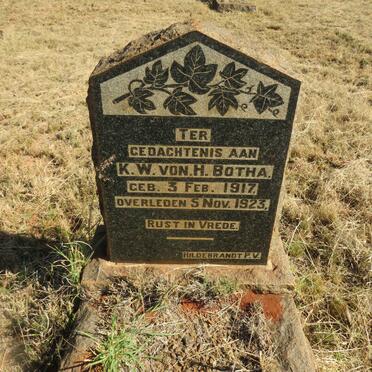 TER
GEDACHTENIS AAN
K.W. VON. H. BOTHA.
GEB. 3 FEB. 1917.
OVERLEDEN 5 NOV. 1923.
RUST IN VREDE.
HILDEBRANDT P.V.